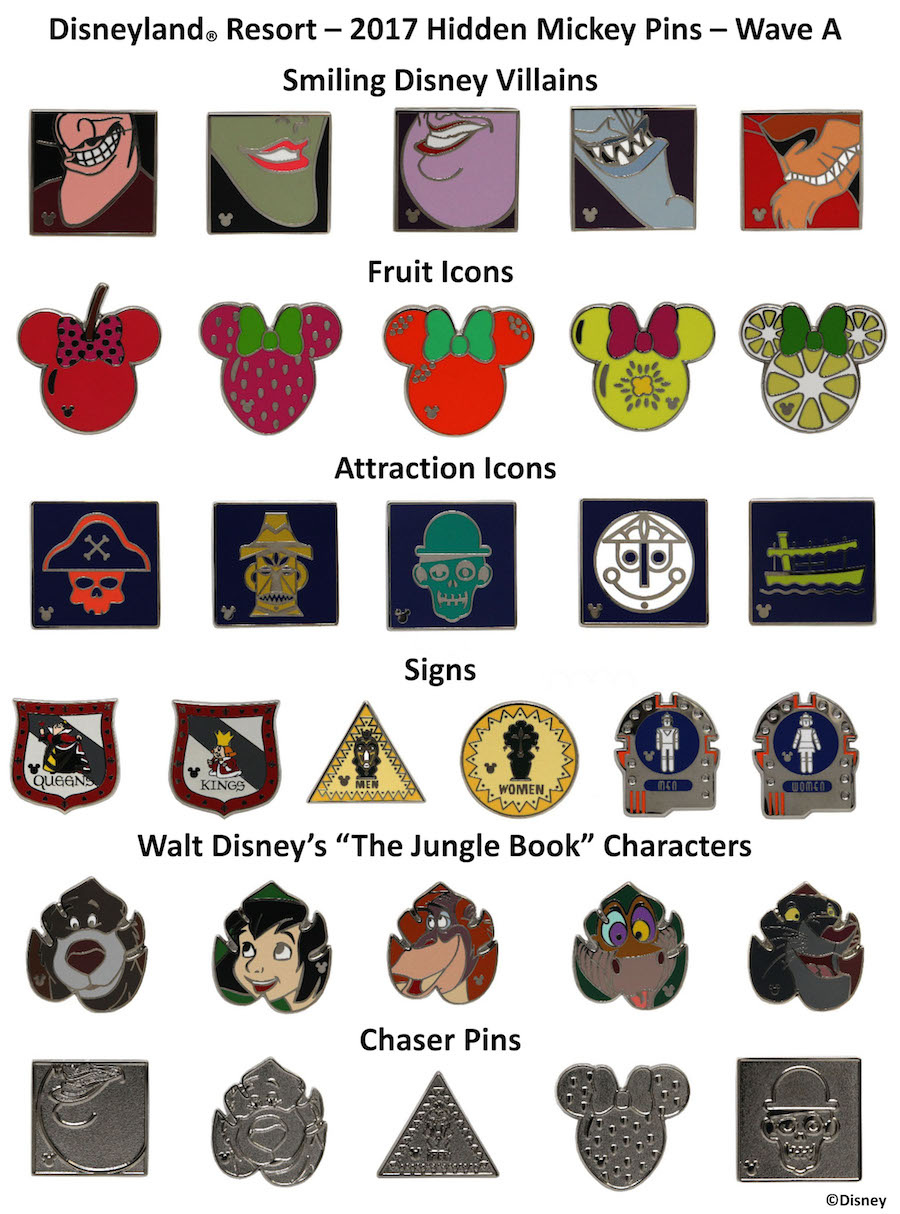 Disneyland® Resort – 2017 Hidden Mickey Pins – Wave A
Smiling Disney Villains
Fruit Icons
Attraction Icons
Signs
QUEENS
KINGS
MEN
WOMEN
MEN
WOMEN
Walt Disney’s “The Jungle Book” Characters
Chaser Pins
MEN
©Disney